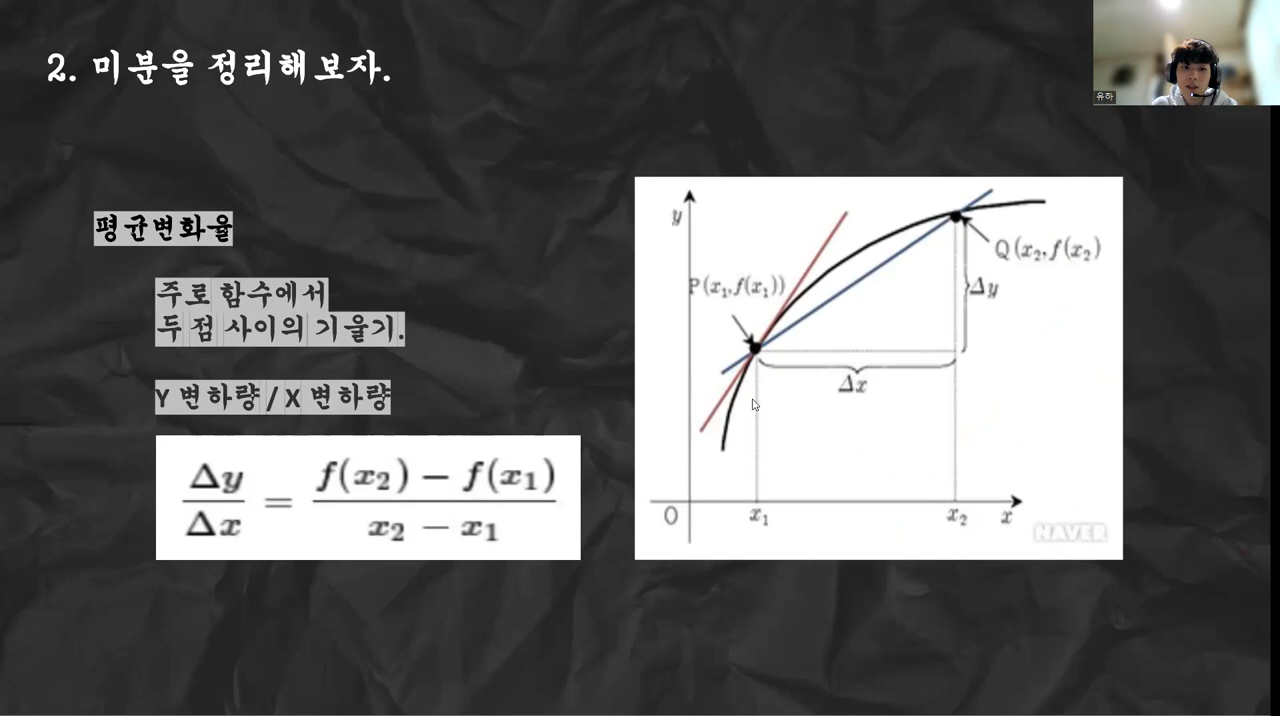 2. 미분을 정리해보자.
유하
평균변화율
주로 함수에서
두 점 사이의 기울기.
Y 변하량 / X 변하량
Δy/Δx = f(x₂) − f(x₁)/x₂ − x₁
y
Q(x₂, f(x₂)
P(x₁, f(x₁))
Δy
Δx
O
x₁
x₂
x
NAVER